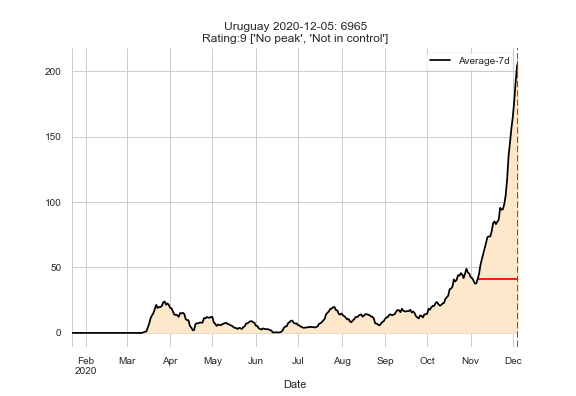 Uruguay 2020-12-05: 6965
Rating:9 ['No peak', 'Not in control']
Average-7d
200
150
100
50
0
Feb Mar Apr May Jun Jul Aug Sep Oct Nov Dec
2020
Date